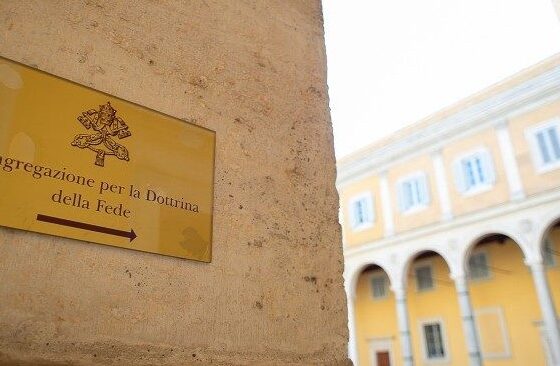 ngregazione per la Dottrina
della Fede